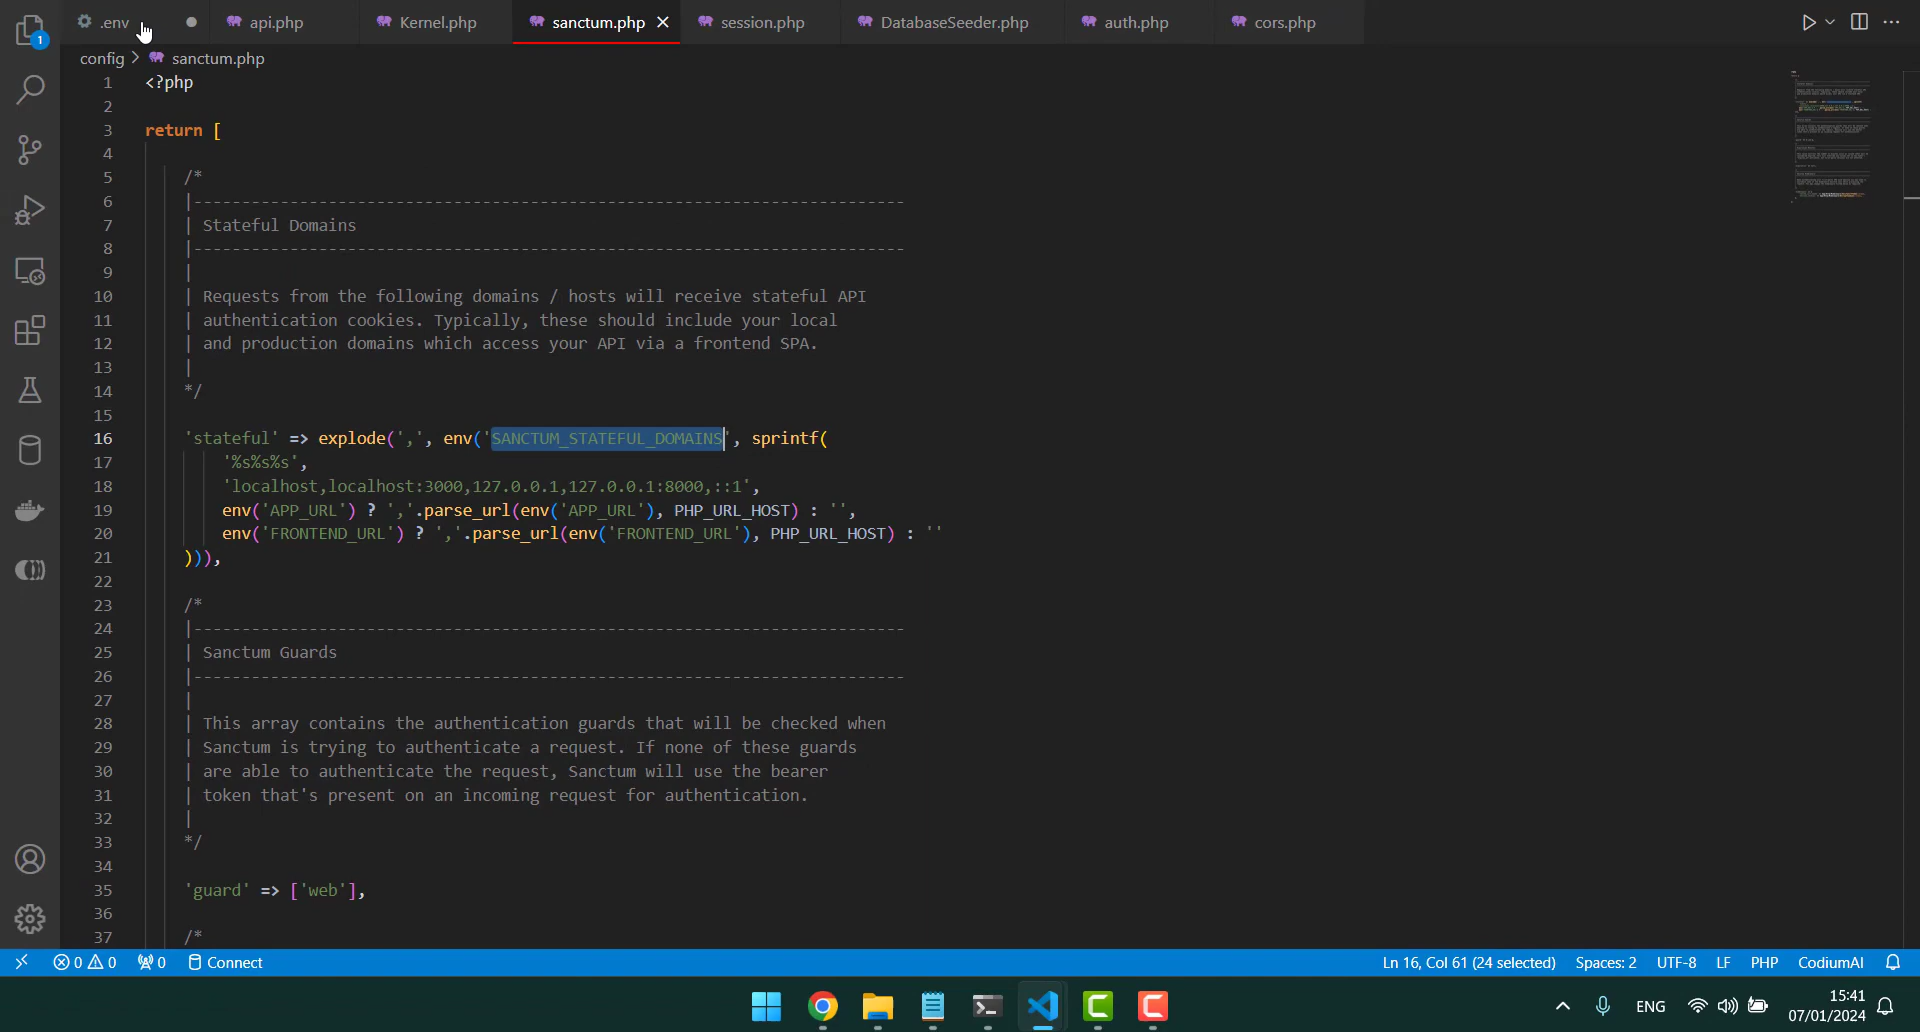 .env
api.php
Kernel.php
sanctum.php
session.php
DatabaseSeeder.php
auth.php
cors.php
1
config > sanctum.php
1 <?php
2
3 return [
4
5 /*
6 |--------------------------------------------------------------------------
7 | Stateful Domains
8 |--------------------------------------------------------------------------
9 |
10 | Requests from the following domains / hosts will receive stateful API
11 | authentication cookies. Typically, these should include your local
12 | and production domains which access your API via a frontend SPA.
13 |
14 */
15
16 'stateful' => explode(',', env('SANCTUM_STATEFUL_DOMAINS', sprintf(
17 '%s%s%s',
18 'localhost,localhost:3000,127.0.0.1,127.0.0.1:8000,::1',
19 env('APP_URL') ? ','.parse_url(env('APP_URL'), PHP_URL_HOST) : '',
20 env('FRONTEND_URL') ? ','.parse_url(env('FRONTEND_URL'), PHP_URL_HOST) : ''
21 ))),
22
23 /*
24 |--------------------------------------------------------------------------
25 | Sanctum Guards
26 |--------------------------------------------------------------------------
27 |
28 | This array contains the authentication guards that will be checked when
29 | Sanctum is trying to authenticate a request. If none of these guards
30 | are able to authenticate the request, Sanctum will use the bearer
31 | token that's present on an incoming request for authentication.
32 |
33 */
34
35 'guard' => ['web'],
36
37 /*
0 0 0 Connect
Ln 16, Col 61 (24 selected) Spaces: 2 UTF-8 LF PHP CodiumAI
ENG
15:41
07/01/2024